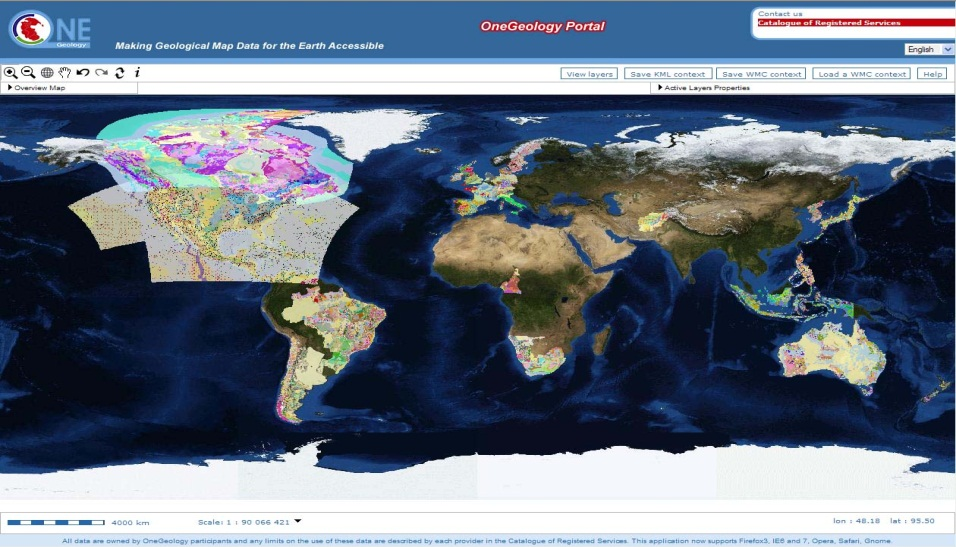 ONE
Geology
Making Geological Map Data for the Earth Accessible
OneGeology Portal
Contact us
Catalogue of Registered Services
English
View layers
Save KML context
Save WMC context
Load a WMC context
Help
Overview Map
Active Layers Properties
4000 km
Scale: 1 : 90 066 421
lon : 48.18 lat : 95.50
All data are owned by OneGeology participants and any limits on the use of these data are described by each provider in the Catalogue of Registered Services. This application now supports Firefox3, IE6 and 7, Opera, Safari, Gnome.